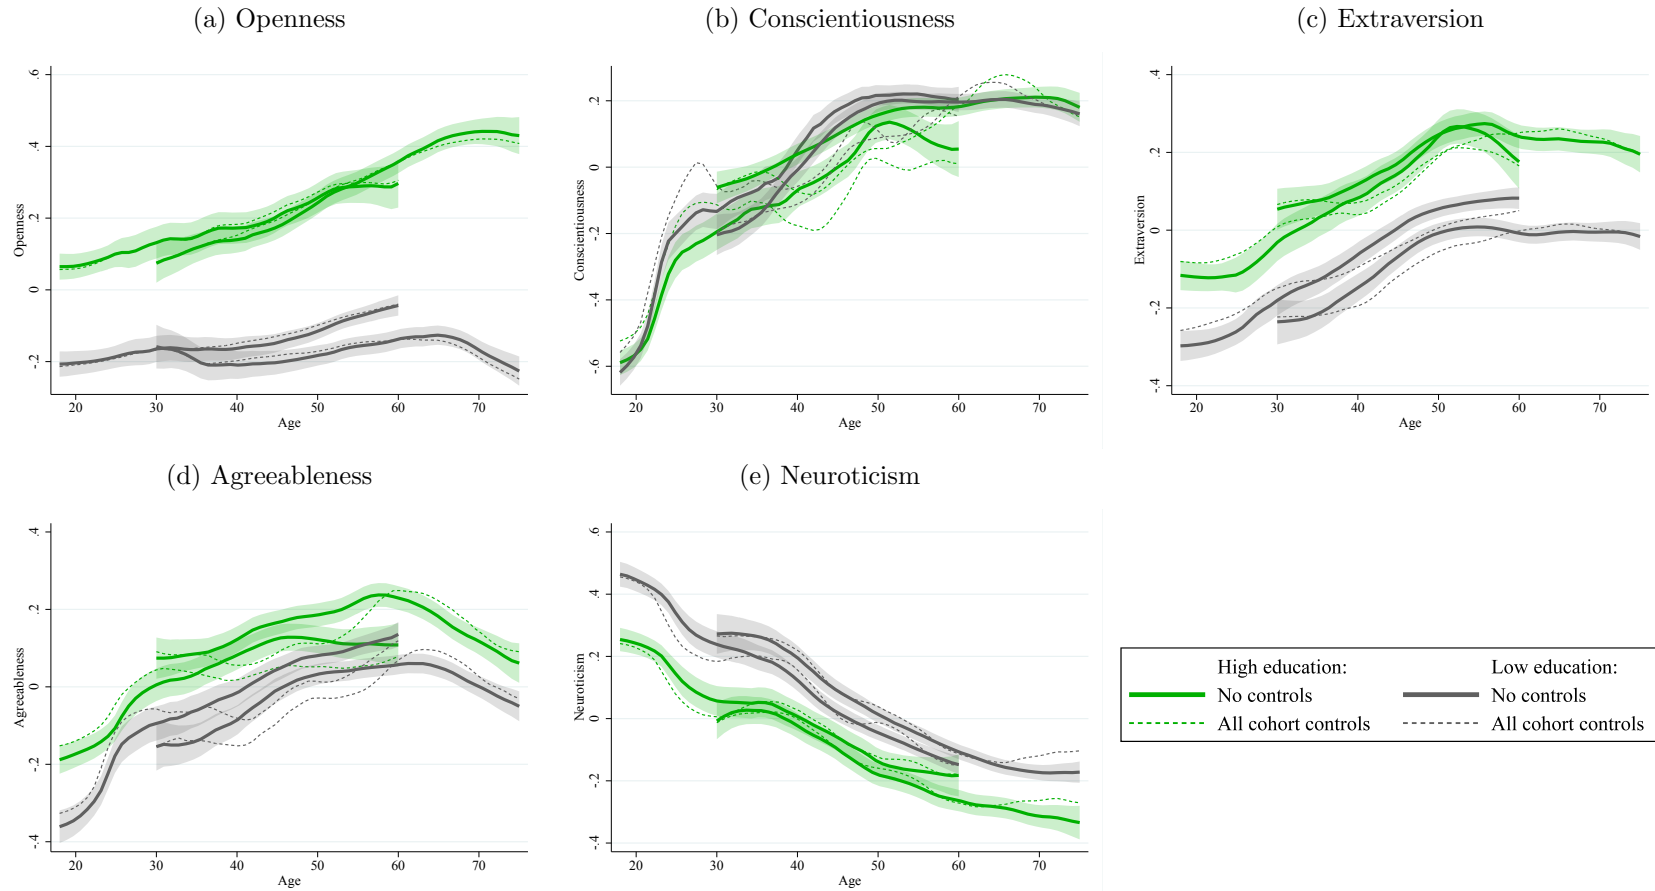 (a) Openness
(b) Conscientiousness
(c) Extraversion
Openness
.6
.4
.2
0
-.2
20 30 40 50 60 70
Age
Conscientiousness
.2
0
-.2
-.4
-.6
20 30 40 50 60 70
Age
Extraversion
.4
.2
0
-.2
-.4
20 30 40 50 60 70
Age
(d) Agreeableness
(e) Neuroticism
Agreeableness
.4
.2
0
-.2
-.4
20 30 40 50 60 70
Age
Neuroticism
.6
.4
.2
0
-.2
-.4
20 30 40 50 60 70
Age
High education: Low education:
No controls No controls
All cohort controls All cohort controls